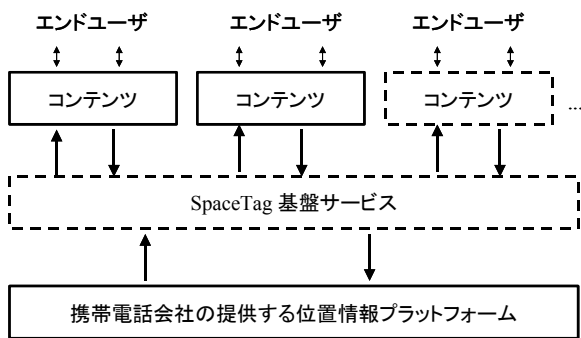 エンドユーザ エンドユーザ エンドユーザ
コンテンツ コンテンツ コンテンツ ...
SpaceTag 基盤サービス
携帯電話会社の提供する位置情報プラットフォーム